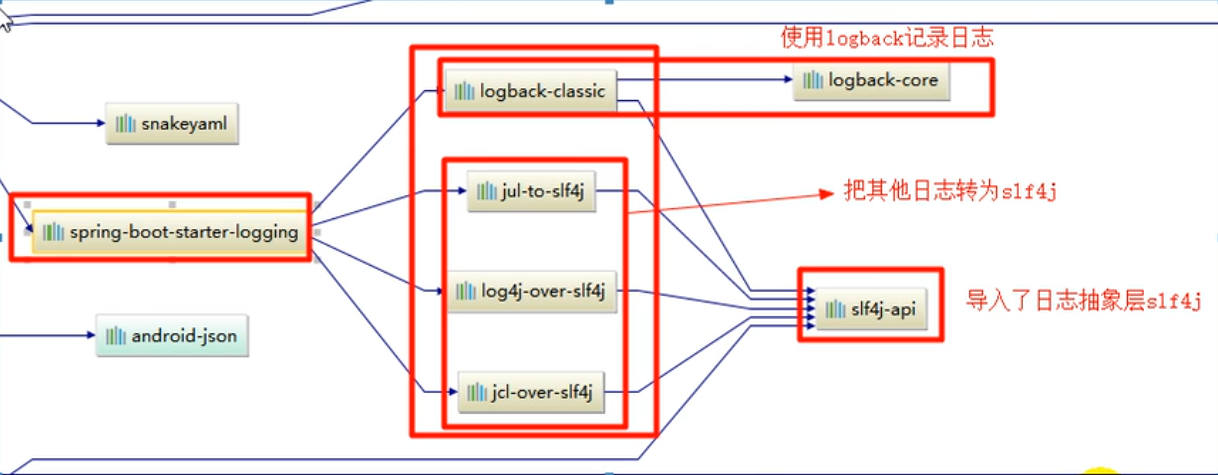 使用logback记录日志
logback-classic
logback-core
snakeyaml
jul-to-slf4j
把其他日志转为slf4j
spring-boot-starter-logging
log4j-over-slf4j
slf4j-api
导入了日志抽象层slf4j
android-json
jcl-over-slf4j